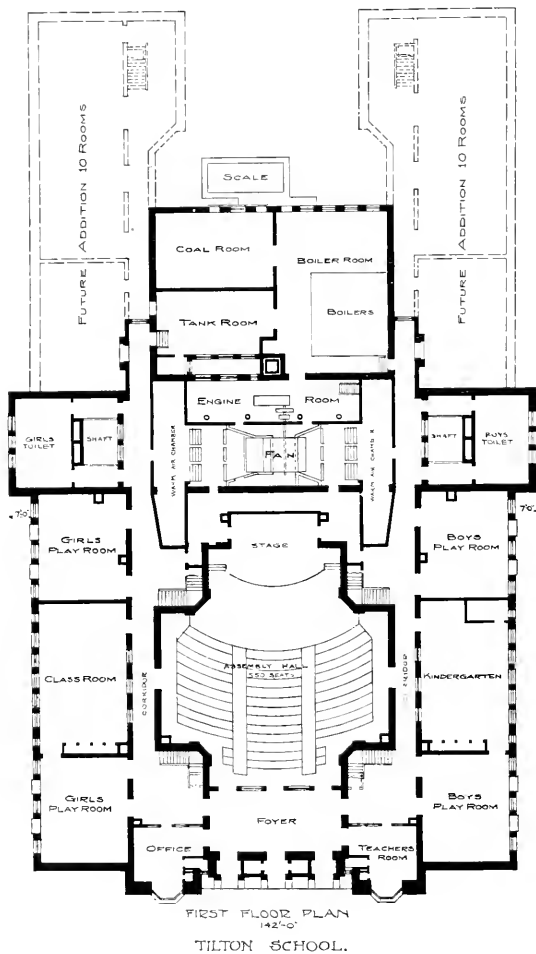 FUTURE ADDITION 10 ROOMS
FUTURE ADDITION 10 ROOMS
SCALE
COAL ROOM
BOILER ROOM
TANK ROOM
BOILERS
ENGINE ROOM
GIRLS
TOILET
SHAFT
WARM AIR CHAMBER
FAN
WARM AIR CHAMBER
SHAFT
BOYS
TOILET
7'0"
GIRLS
PLAY ROOM
STAGE
BOYS
PLAY ROOM
7'0"
CLASS ROOM
CORRIDOR
ASSEMBLY HALL
550 SEATS
KINDERGARTEN
GIRLS
PLAY ROOM
FOYER
BOYS
PLAY ROOM
OFFICE
TEACHERS
ROOM
FIRST FLOOR PLAN
142'-0"
TILTON SCHOOL.